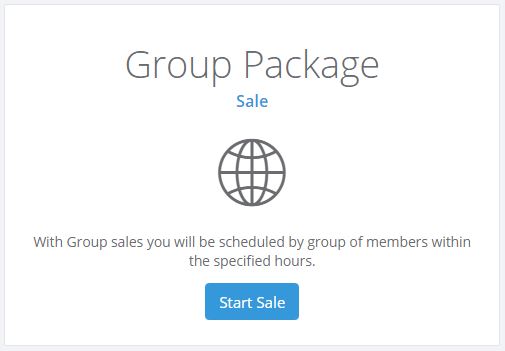 Group Package
Sale
With Group sales you will be scheduled by group of members within
the specified hours.
Start Sale